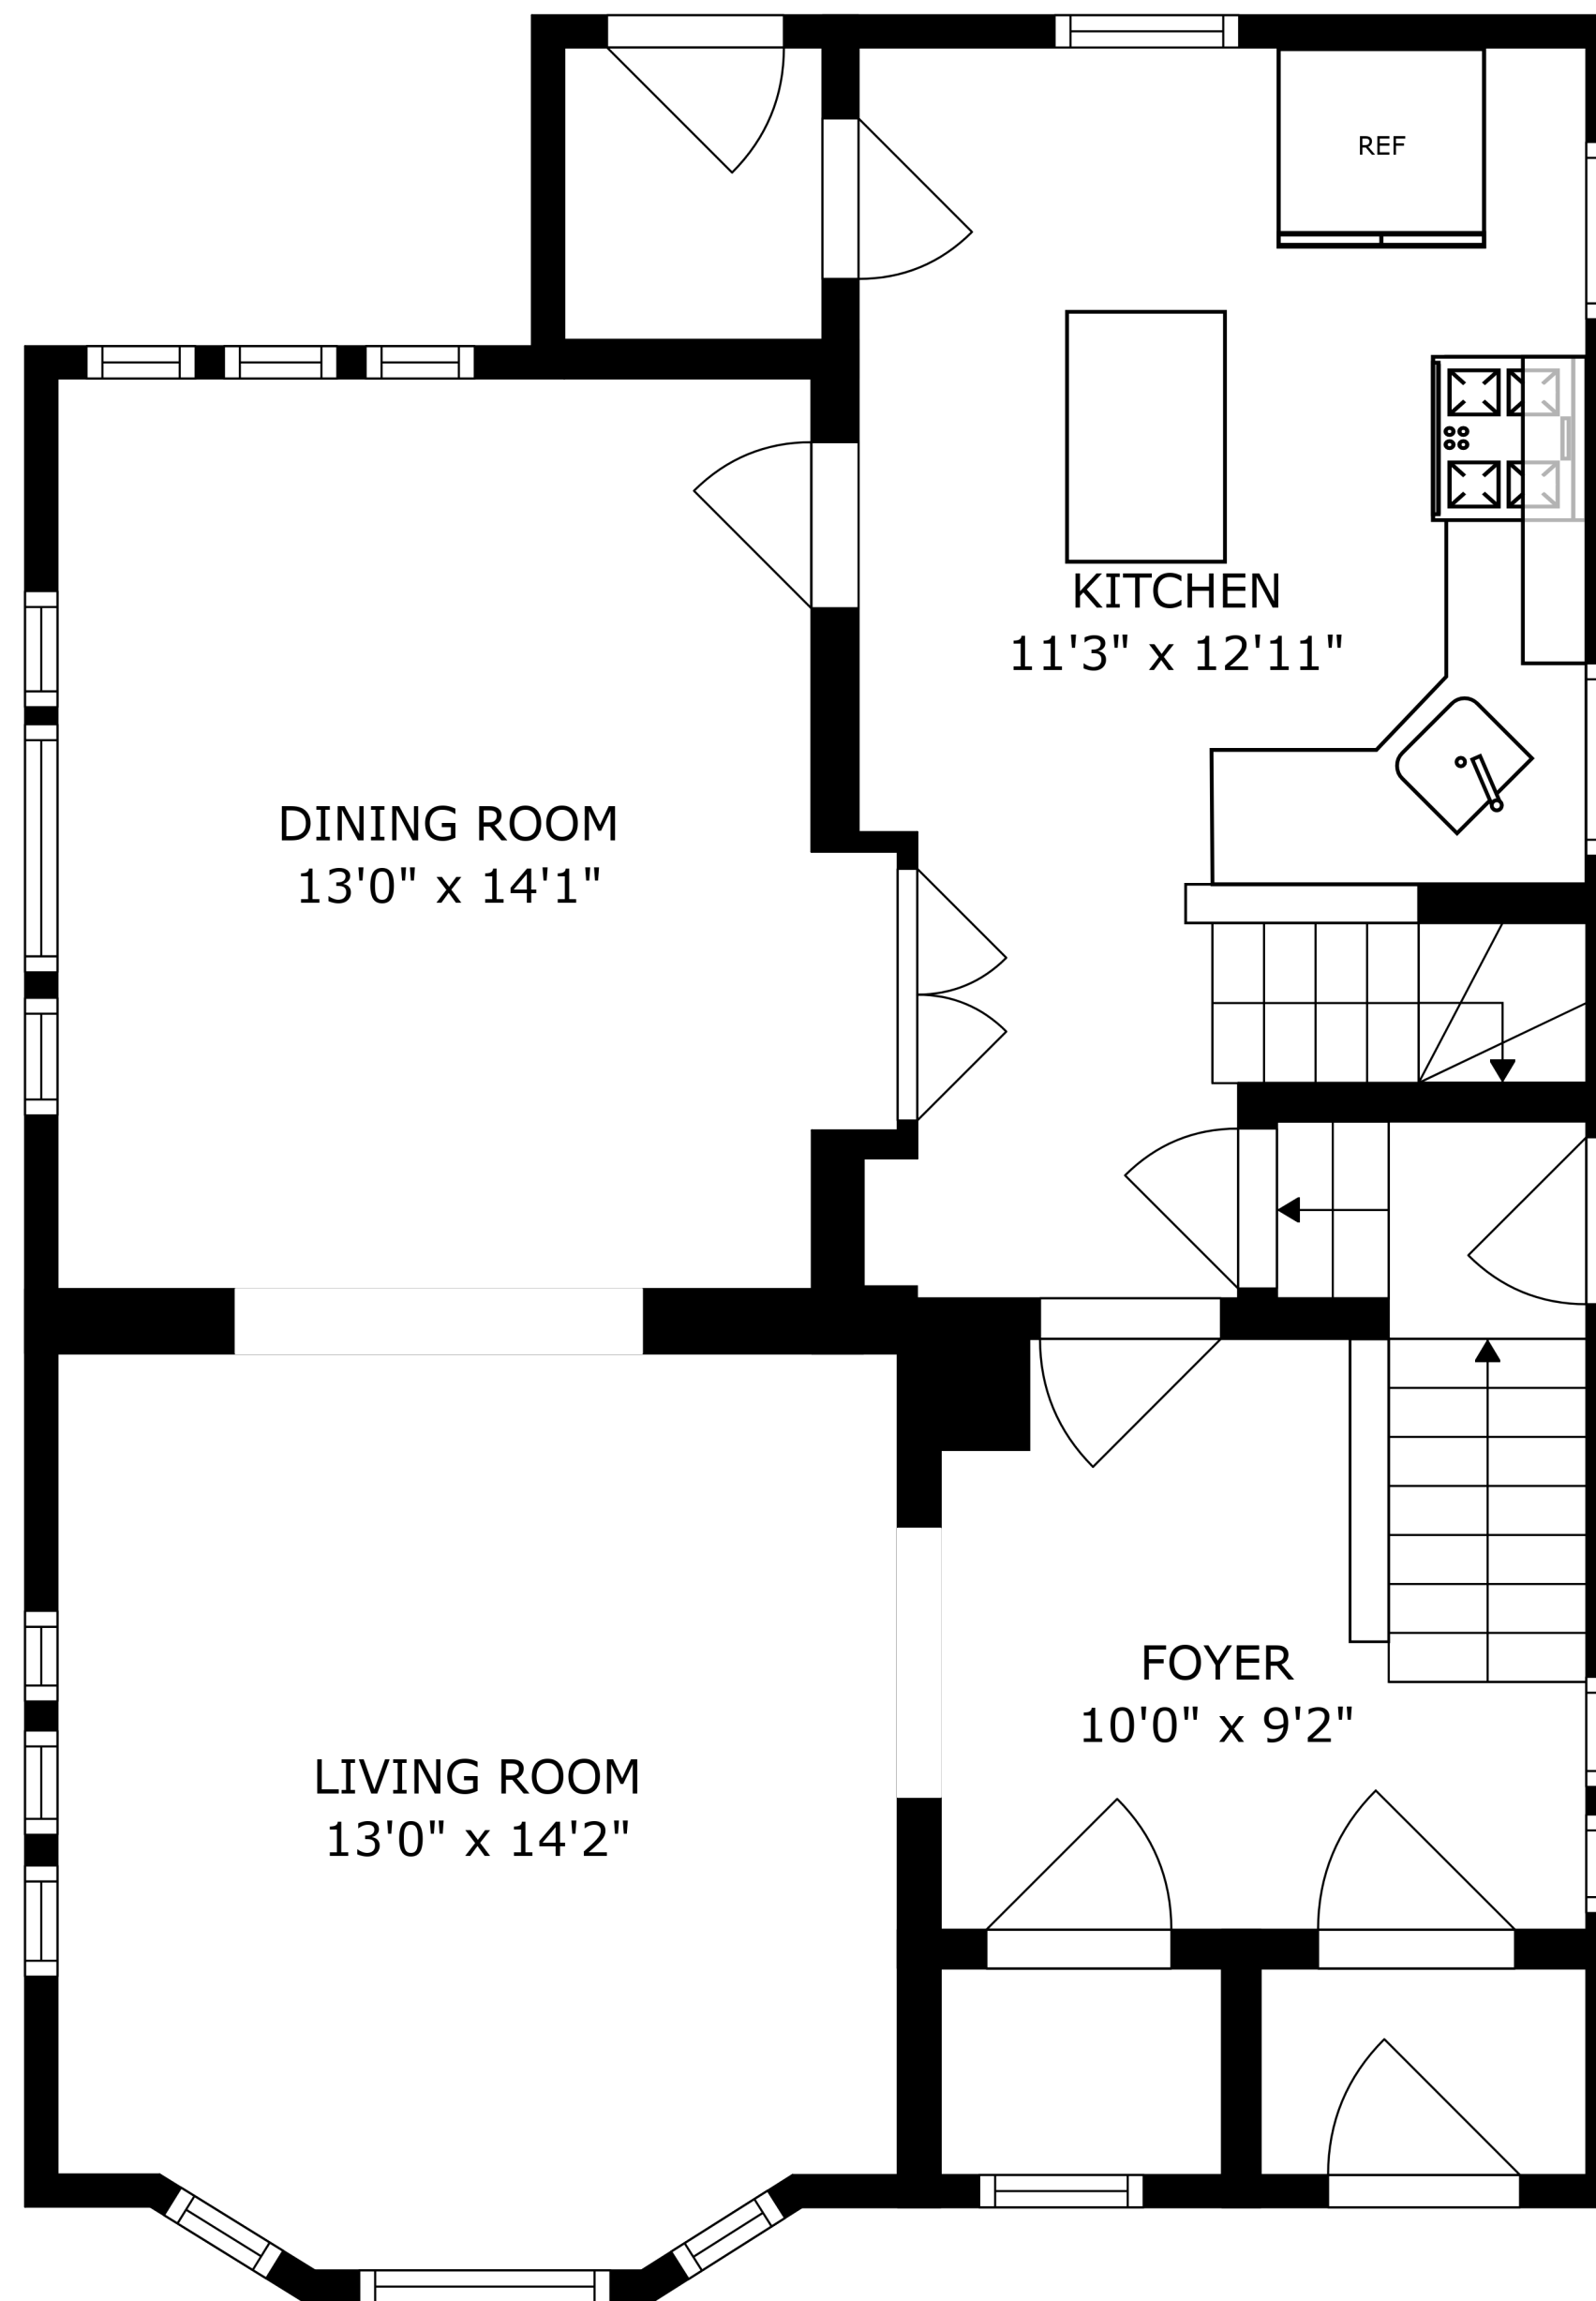 REF
KITCHEN
11'3" x 12'11"
DINING ROOM
13'0" x 14'1"
FOYER
10'0" x 9'2"
LIVING ROOM
13'0" x 14'2"